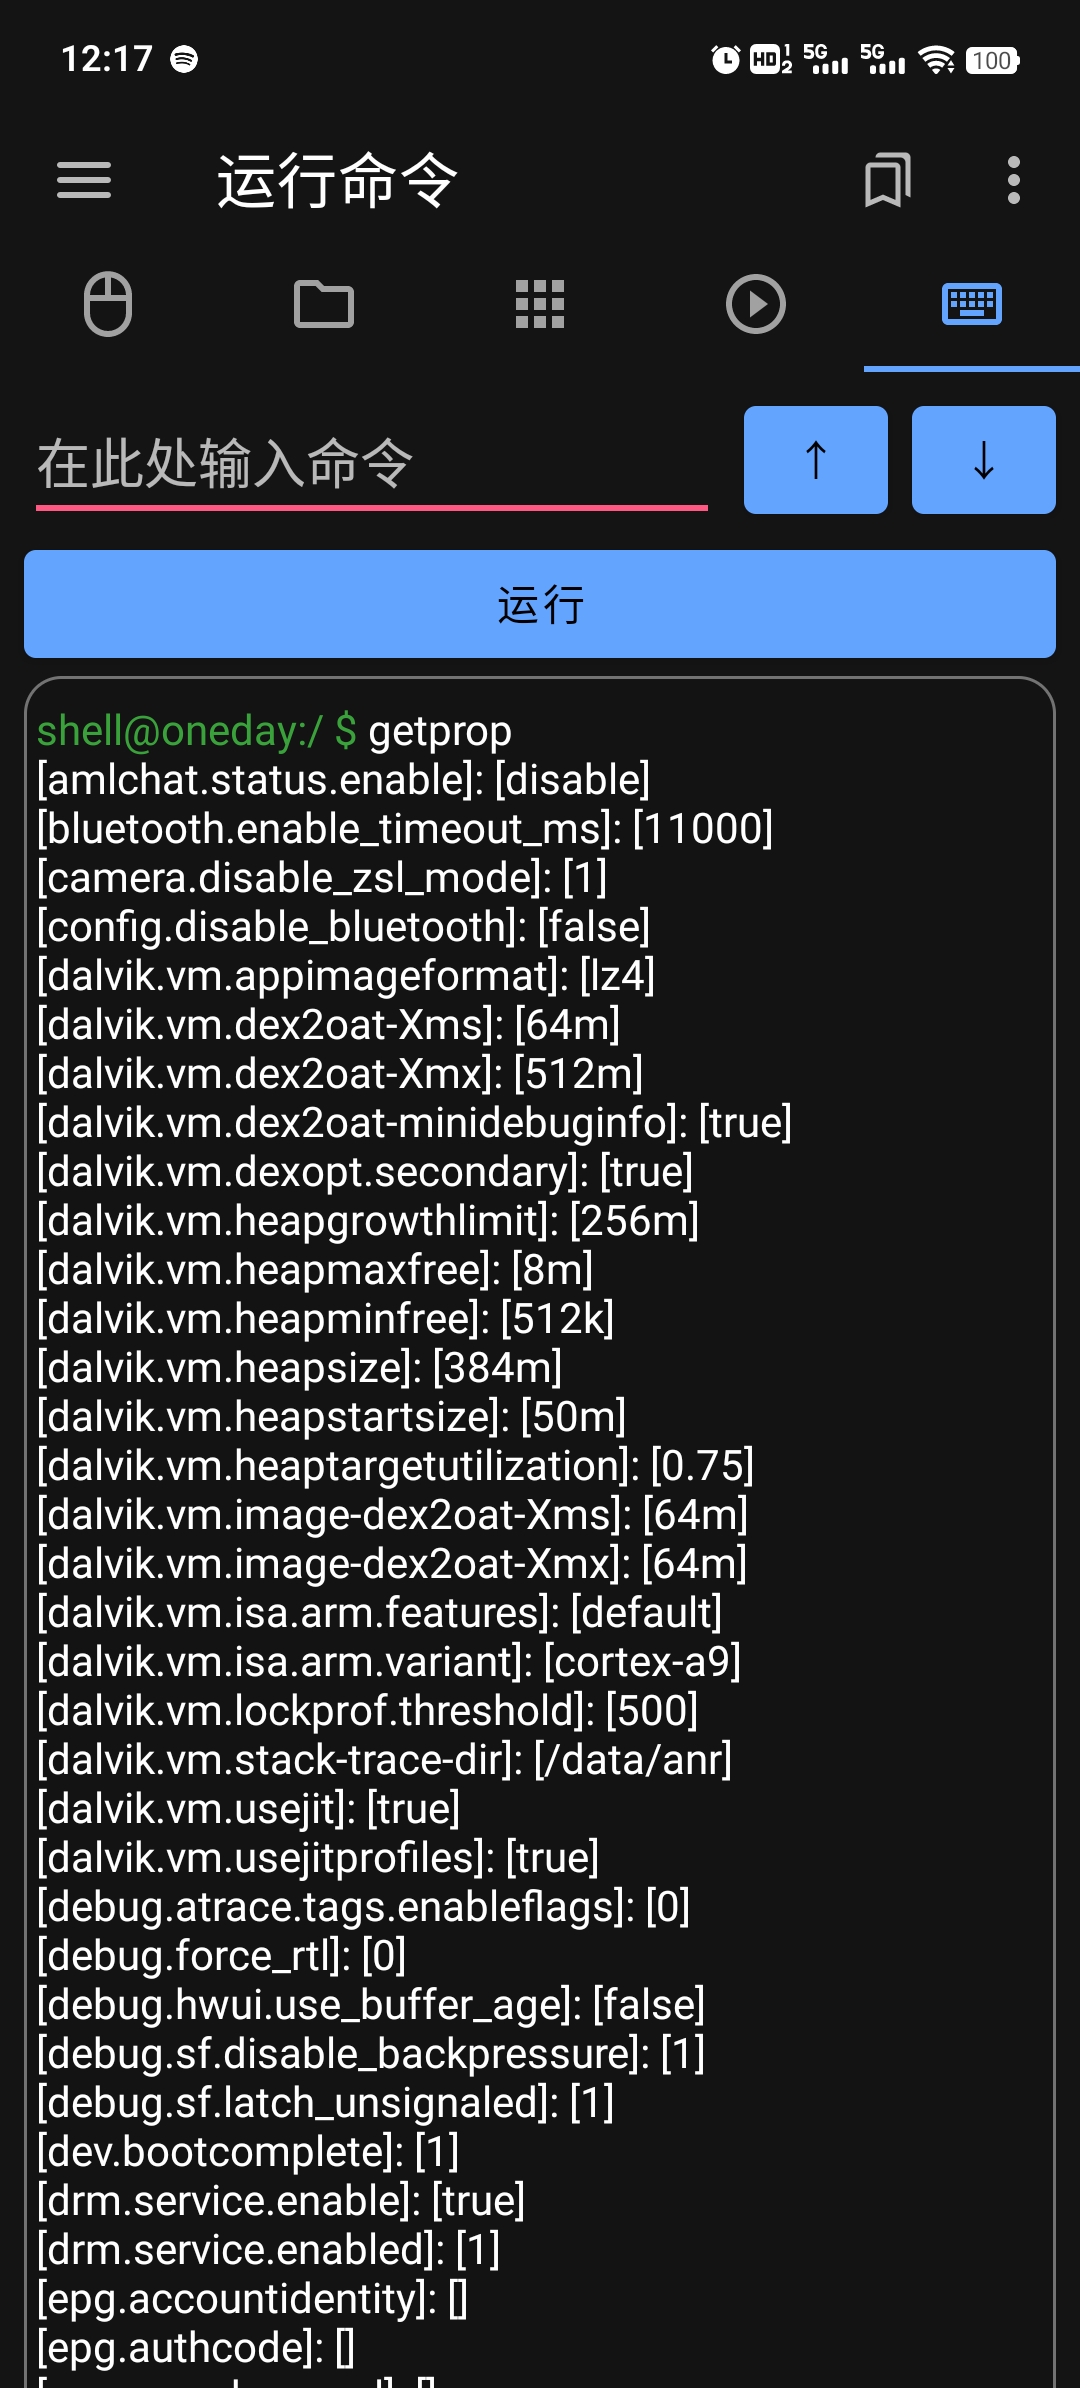 12:17
HD 1 2 5G 5G 100
运行命令
在此处输入命令
↑ ↓
运行
shell@oneday:/ $ getprop
[amlchat.status.enable]: [disable]
[bluetooth.enable_timeout_ms]: [11000]
[camera.disable_zsl_mode]: [1]
[config.disable_bluetooth]: [false]
[dalvik.vm.appimageformat]: [lz4]
[dalvik.vm.dex2oat-Xms]: [64m]
[dalvik.vm.dex2oat-Xmx]: [512m]
[dalvik.vm.dex2oat-minidebuginfo]: [true]
[dalvik.vm.dexopt.secondary]: [true]
[dalvik.vm.heapgrowthlimit]: [256m]
[dalvik.vm.heapmaxfree]: [8m]
[dalvik.vm.heapminfree]: [512k]
[dalvik.vm.heapsize]: [384m]
[dalvik.vm.heapstartsize]: [50m]
[dalvik.vm.heaptargetutilization]: [0.75]
[dalvik.vm.image-dex2oat-Xms]: [64m]
[dalvik.vm.image-dex2oat-Xmx]: [64m]
[dalvik.vm.isa.arm.features]: [default]
[dalvik.vm.isa.arm.variant]: [cortex-a9]
[dalvik.vm.lockprof.threshold]: [500]
[dalvik.vm.stack-trace-dir]: [/data/anr]
[dalvik.vm.usejit]: [true]
[dalvik.vm.usejitprofiles]: [true]
[debug.atrace.tags.enableflags]: [0]
[debug.force_rtl]: [0]
[debug.hwui.use_buffer_age]: [false]
[debug.sf.disable_backpressure]: [1]
[debug.sf.latch_unsignaled]: [1]
[dev.bootcomplete]: [1]
[drm.service.enable]: [true]
[drm.service.enabled]: [1]
[epg.accountidentity]: []
[epg.authcode]: []